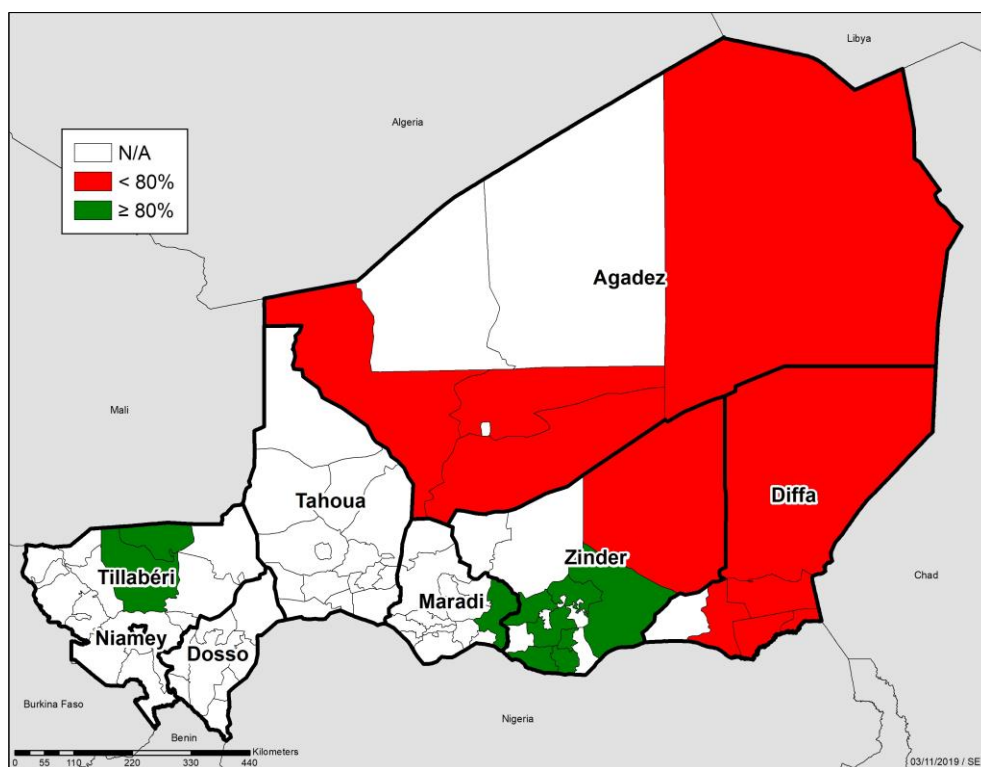 Libya
Algeria
N/A
< 80%
≥ 80%
Agadez
Mali
Tahoua
Diffa
Zinder
Tillabéri
Chad
Maradi
Niamey
Dosso
Burkina Faso
Nigeria
Benin
Kilometers
0 55 110 220 330 440
03/11/2019 / SE